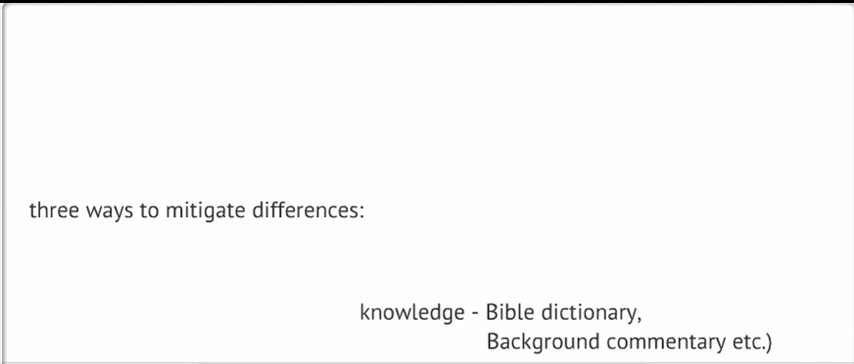 three ways to mitigate differences:
knowledge - Bible dictionary,
Background commentary etc.)